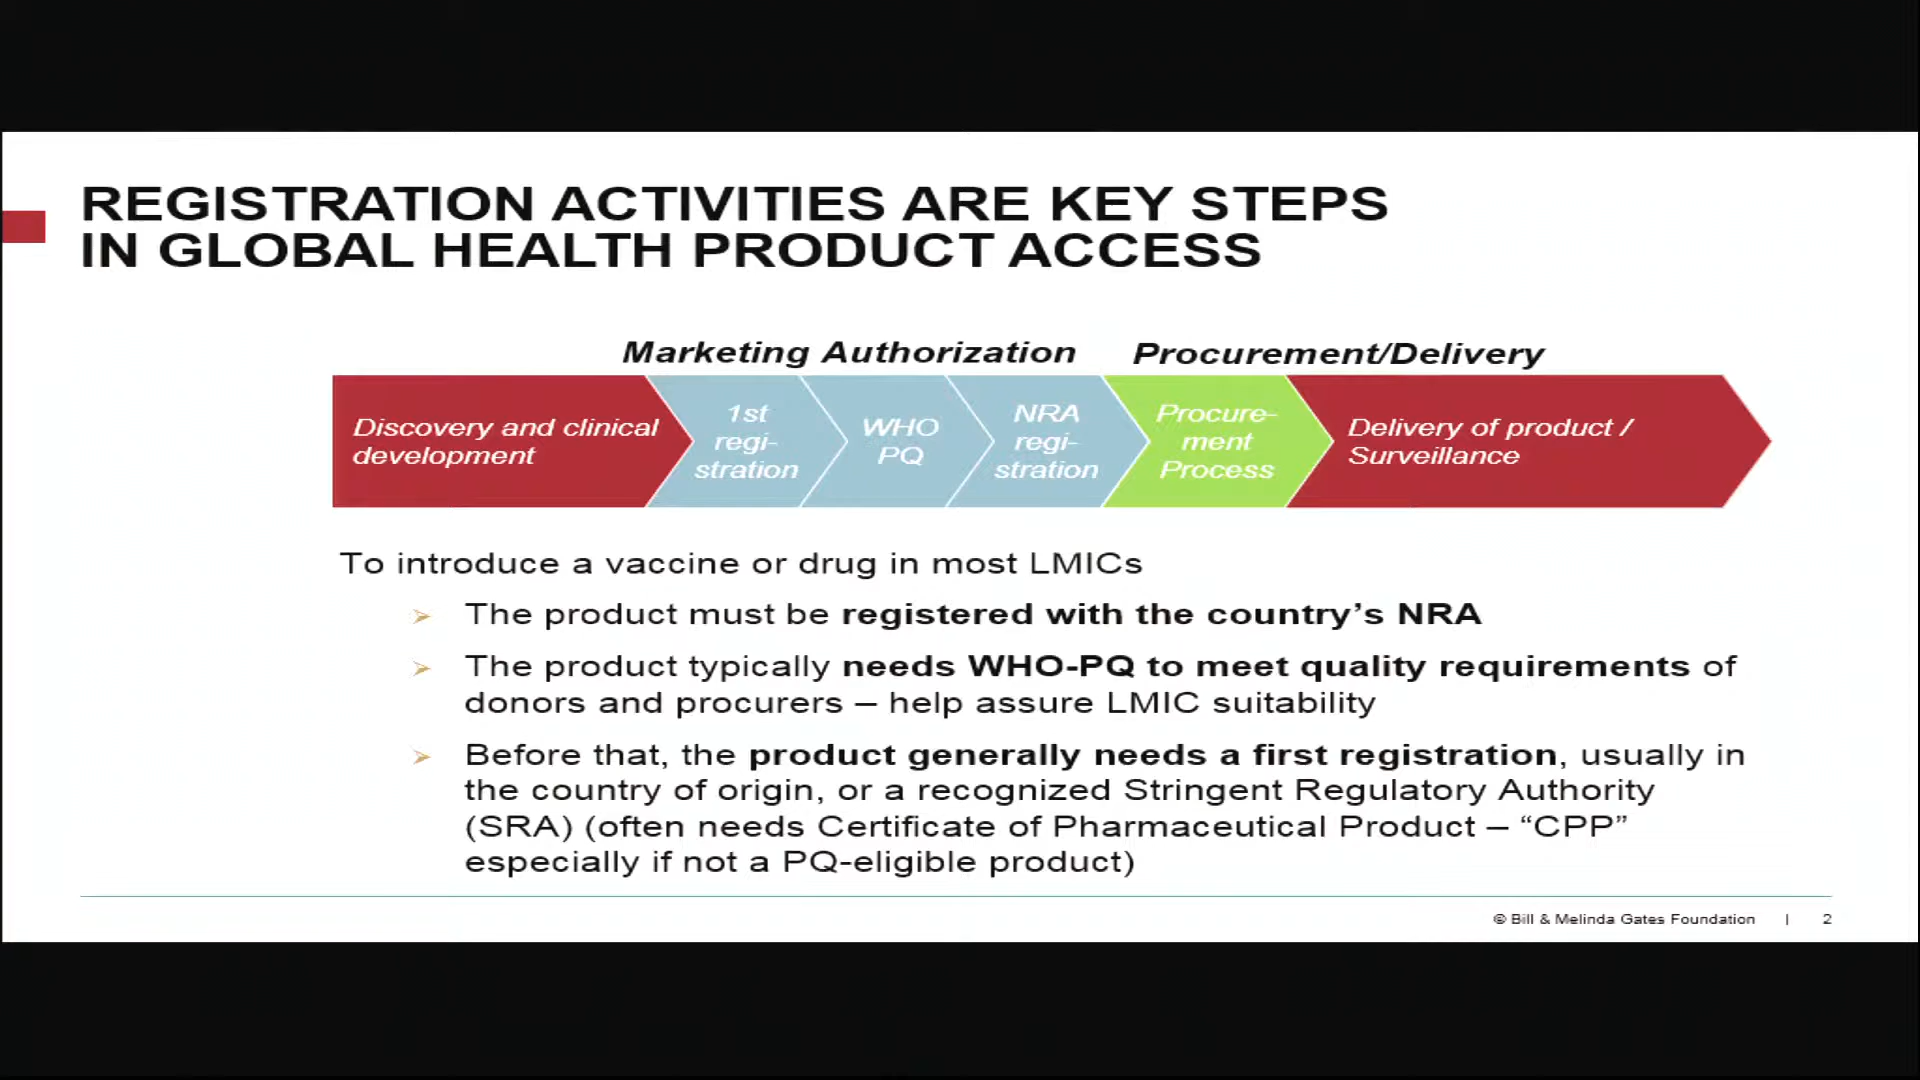 REGISTRATION ACTIVITIES ARE KEY STEPS
IN GLOBAL HEALTH PRODUCT ACCESS
Marketing Authorization
Procurement/Delivery
Discovery and clinical
development
1st
regi-
stration
WHO
PQ
NRA
regi-
stration
Procure-
ment
Process
Delivery of product /
Surveillance
To introduce a vaccine or drug in most LMICs
➢ The product must be registered with the country’s NRA
➢ The product typically needs WHO-PQ to meet quality requirements of
donors and procurers – help assure LMIC suitability
➢ Before that, the product generally needs a first registration, usually in
the country of origin, or a recognized Stringent Regulatory Authority
(SRA) (often needs Certificate of Pharmaceutical Product – “CPP”
especially if not a PQ-eligible product)
© Bill & Melinda Gates Foundation | 2